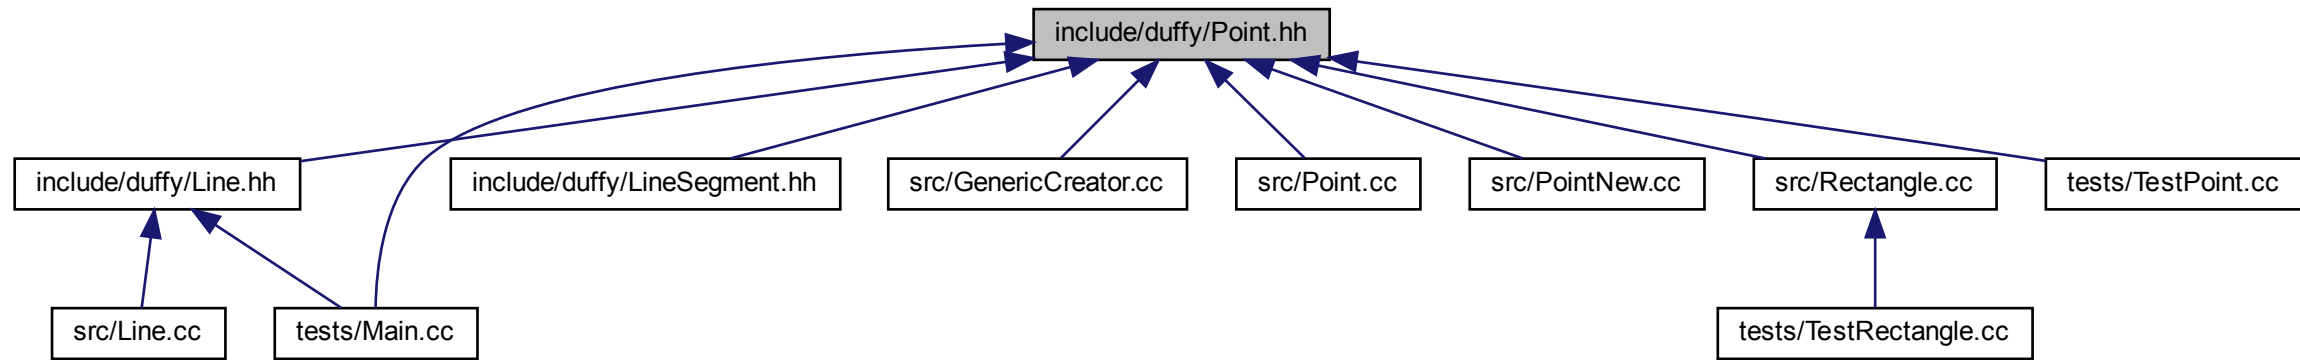 include/duffy/Point.hh
include/duffy/Line.hh
include/duffy/LineSegment.hh
src/GenericCreator.cc
src/Point.cc
src/PointNew.cc
src/Rectangle.cc
tests/TestPoint.cc
src/Line.cc
tests/Main.cc
tests/TestRectangle.cc